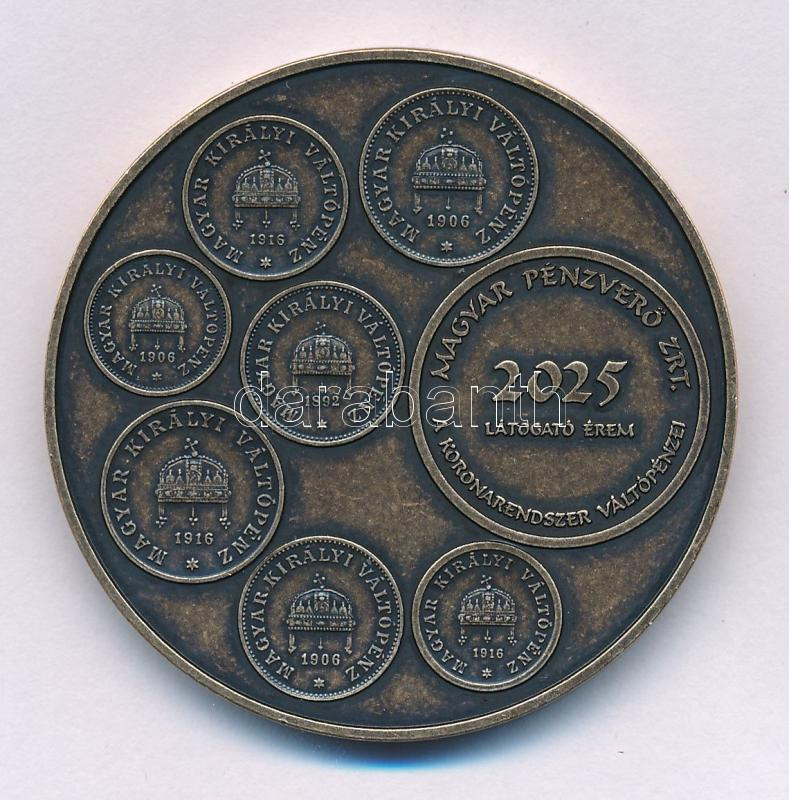 MAGYAR KIRÁLYI VÁLTÓPÉNZ
1916
MAGYAR KIRÁLYI VÁLTÓPÉNZ
1906
MAGYAR KIRÁLYI VÁLTÓPÉNZ
1906
MAGYAR KIRÁLYI VÁLTÓPÉNZ
1892
MAGYAR PÉNZVERŐ ZRT.
2025
LÁTOGATÓ ÉREM
A KORONARENDSZER VÁLTÓPÉNZEI
darabanth
MAGYAR KIRÁLYI VÁLTÓPÉNZ
1916
MAGYAR KIRÁLYI VÁLTÓPÉNZ
1906
MAGYAR KIRÁLYI VÁLTÓPÉNZ
1916